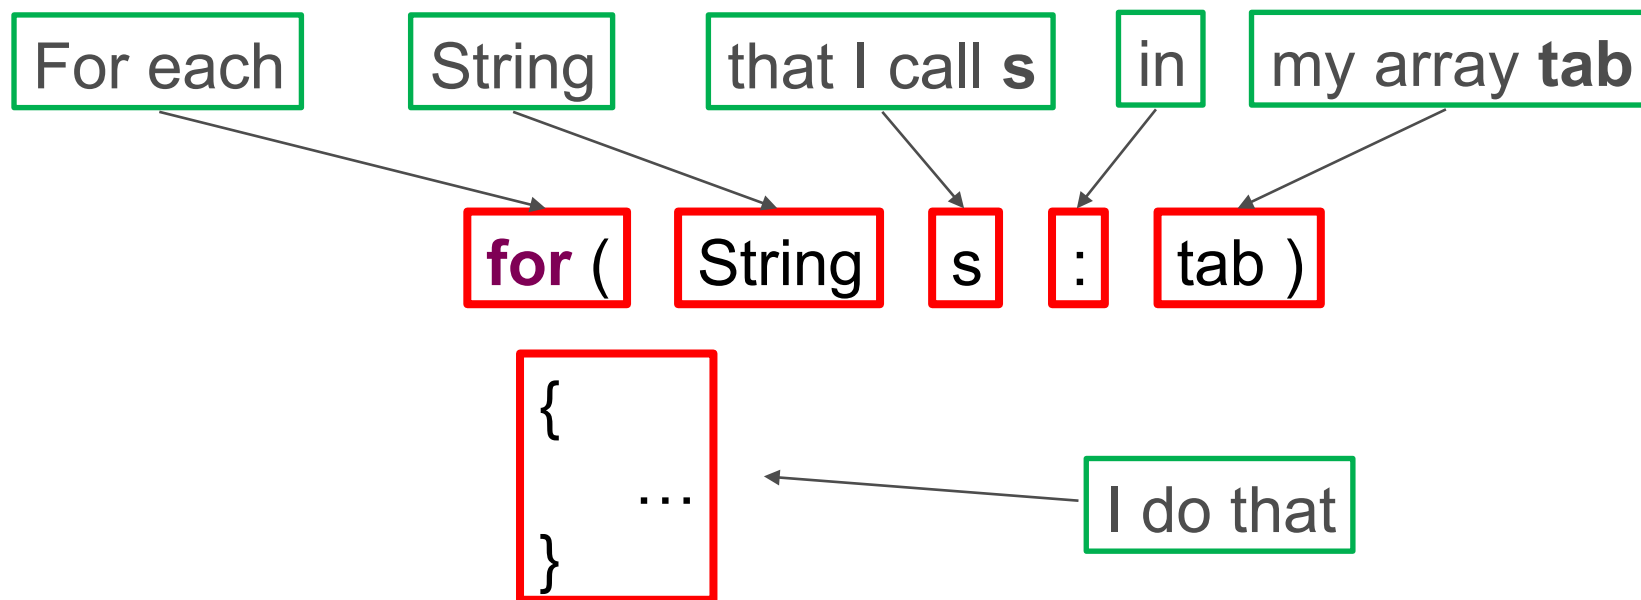 For each String that I call s in my array tab
for ( String s : tab )
{
...
I do that
}